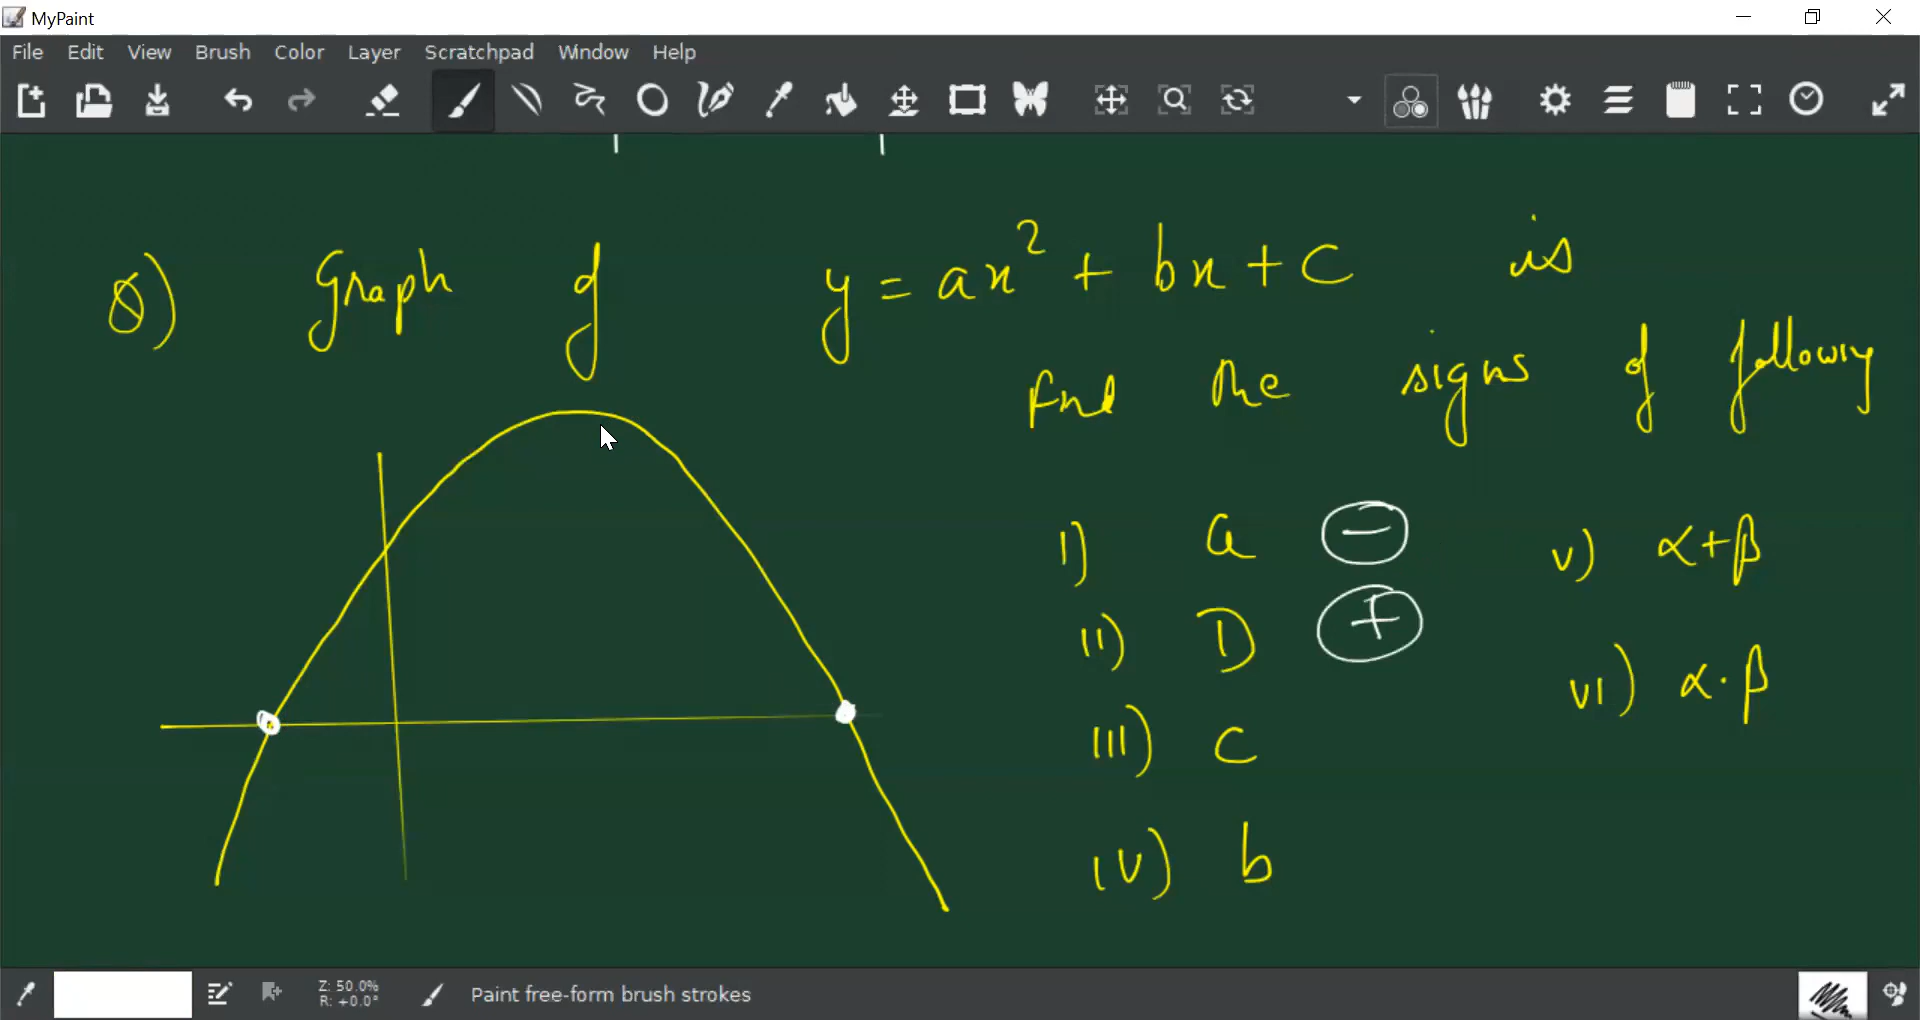 MyPaint
File Edit View Brush Color Layer Scratchpad Window Help
Q) Graph of y = ax² + bx + c is
find the signs of following
I) a −
II) D +
III) c
IV) b
V) α+β
VI) α·β
Z: 50.0%
R: +0.0°
Paint free-form brush strokes